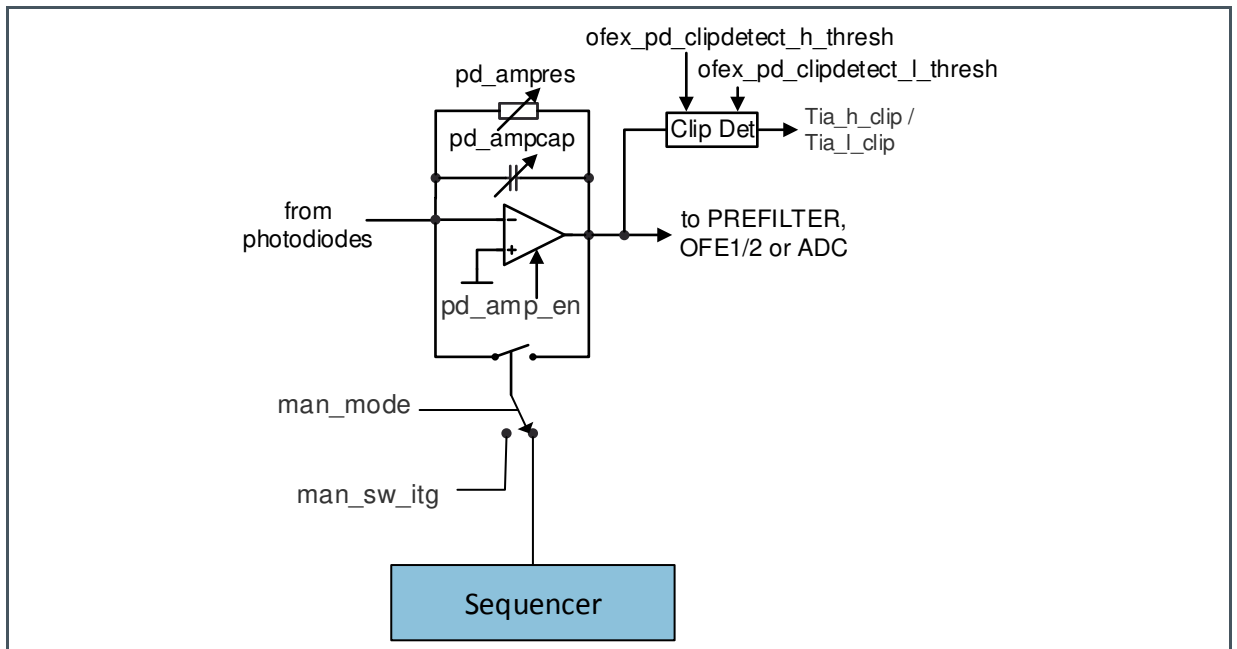 ofex_pd_clipdetect_h_thresh
ofex_pd_clipdetect_l_thresh
pd_ampres
Clip Det
Tia_h_clip /
Tia_l_clip
pd_ampcap
from
photodiodes
−
+
to PREFILTER,
OFE1/2 or ADC
pd_amp_en
man_mode
man_sw_itg
Sequencer